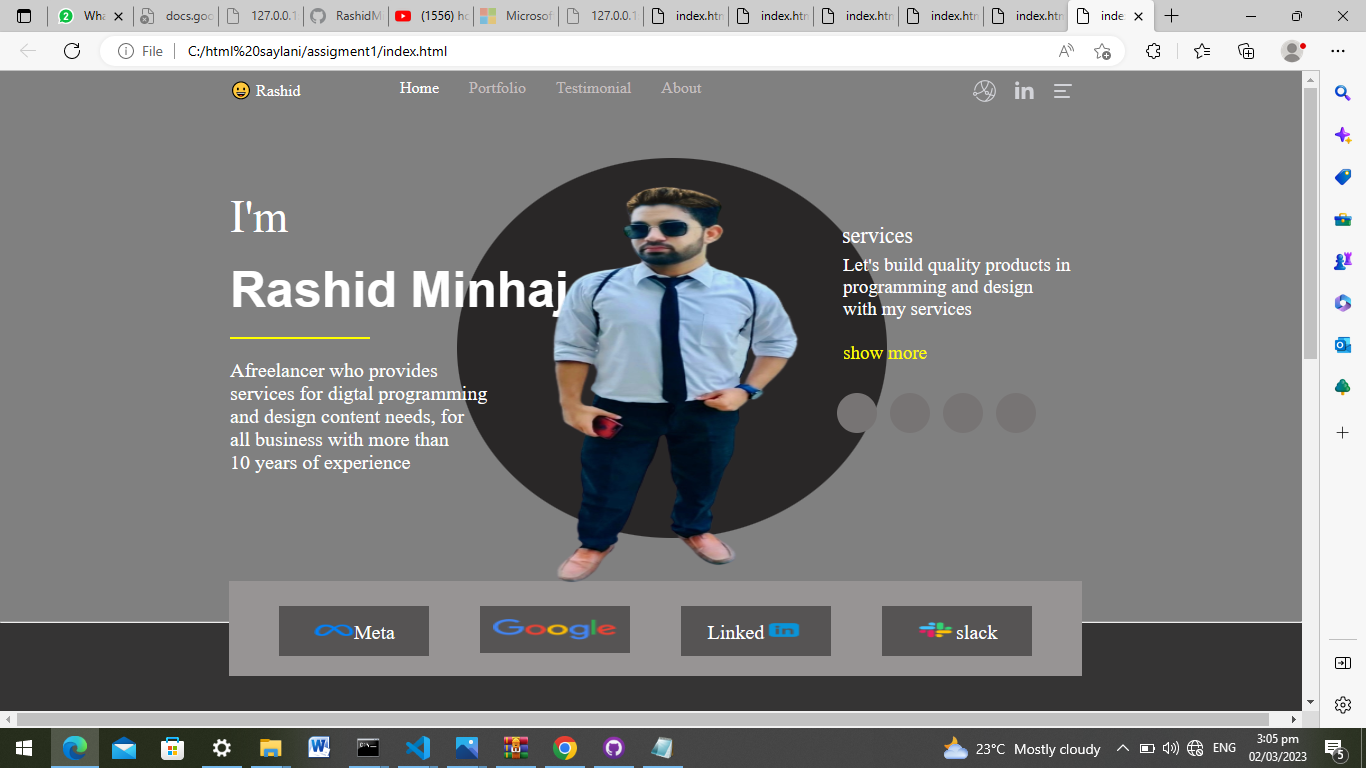 Wha
docs.goo
127.0.0.1
RashidM
(1556) ho
Microsof
127.0.0.1
index.htm
index.htm
index.htm
index.htm
index.htm
inde
File
C:/html%20saylani/assigment1/index.html
Rashid
Home
Portfolio
Testimonial
About
in
I'm
Rashid Minhaj
Afreelancer who provides
services for digtal programming
and design content needs, for
all business with more than
10 years of experience
services
Let's build quality products in
programming and design
with my services
show more
Meta
Google
Linked in
slack
23°C Mostly cloudy
ENG
3:05 pm
02/03/2023
5